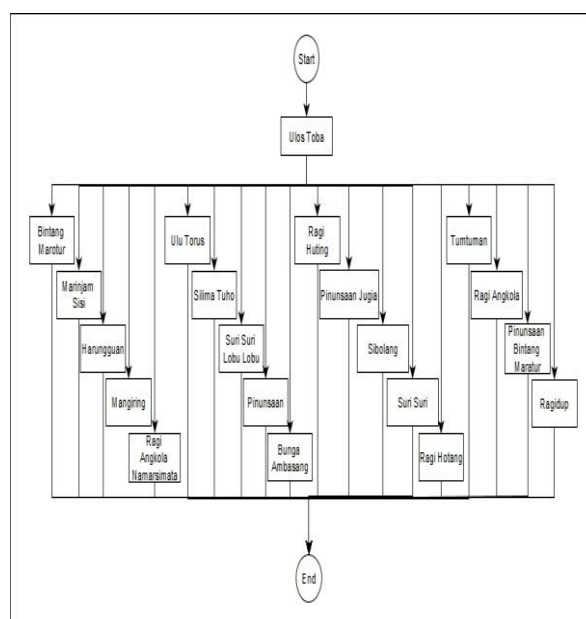 Start
Ulos Toba
Bintang
Marotur
Marinjam
Sisi
Harungguan
Mangiring
Ragi
Angkola
Namarsimata
Ulu Torus
Silima Tuho
Suri Suri
Lobu Lobu
Pinunsaan
Bunga
Ambasang
Ragi
Huting
Pinunsaan Jugia
Sibolang
Suri Suri
Ragi Hotang
Tumtuman
Ragi Angkola
Pinunsaan
Bintang
Maratur
Ragidup
End